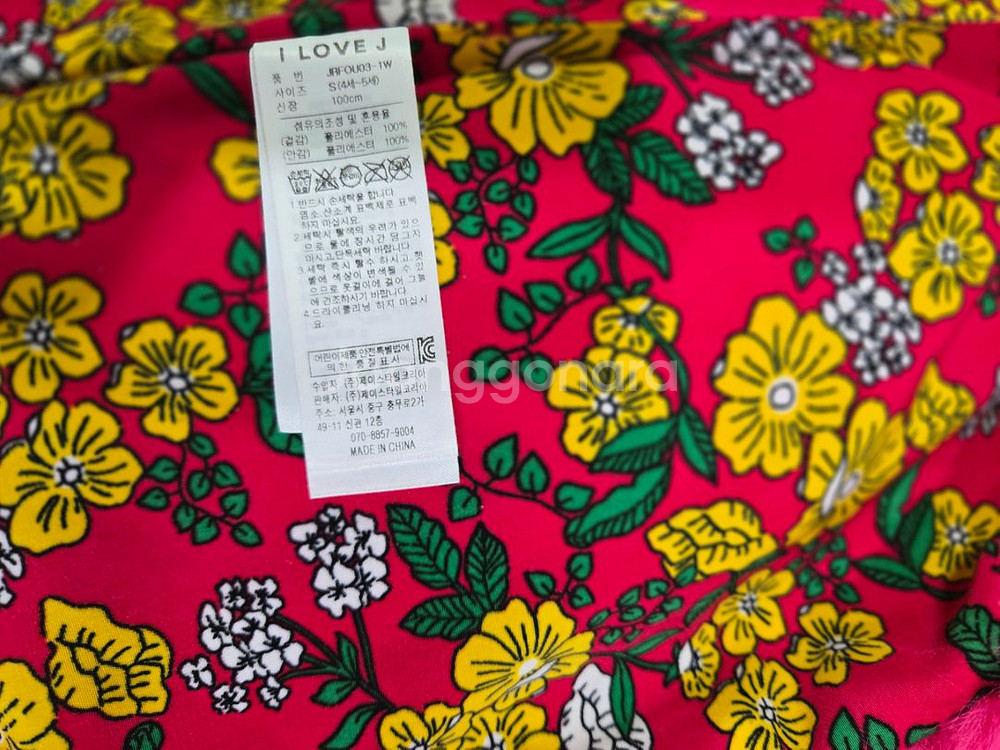 I LOVE J
품 번 JRFOU03-1W
사이즈 S(4세-5세)
신장 100cm
섬유의조성 및 혼용율
(겉감) 폴리에스터 100%
(안감) 폴리에스터 100%
손세탁
1.반드시 손세탁을 합니다
염소.산소계 표백제로 표백
하지 마십시요.
2.세탁시 탈색의 우려가 있으
므로 물에 장시간 담그지
마시고,단독세탁 바랍니다
3.세탁 즉시 탈수 하시고,햇
볕에 색상이 변색될 수 있
으므로 옷걸이에 걸어 그늘
에 건조하시기 바랍니다
4.드라이클리닝 하지 마십시
요.
어린이제품 안전특별법에
의한 품질표시
수입자: (주)제이스타일코리아
판매자: (주)제이스타일코리아
주소: 서울시 중구 충무로2가
49-11 신관 12층
070-8857-9004
MADE IN CHINA
nggonara